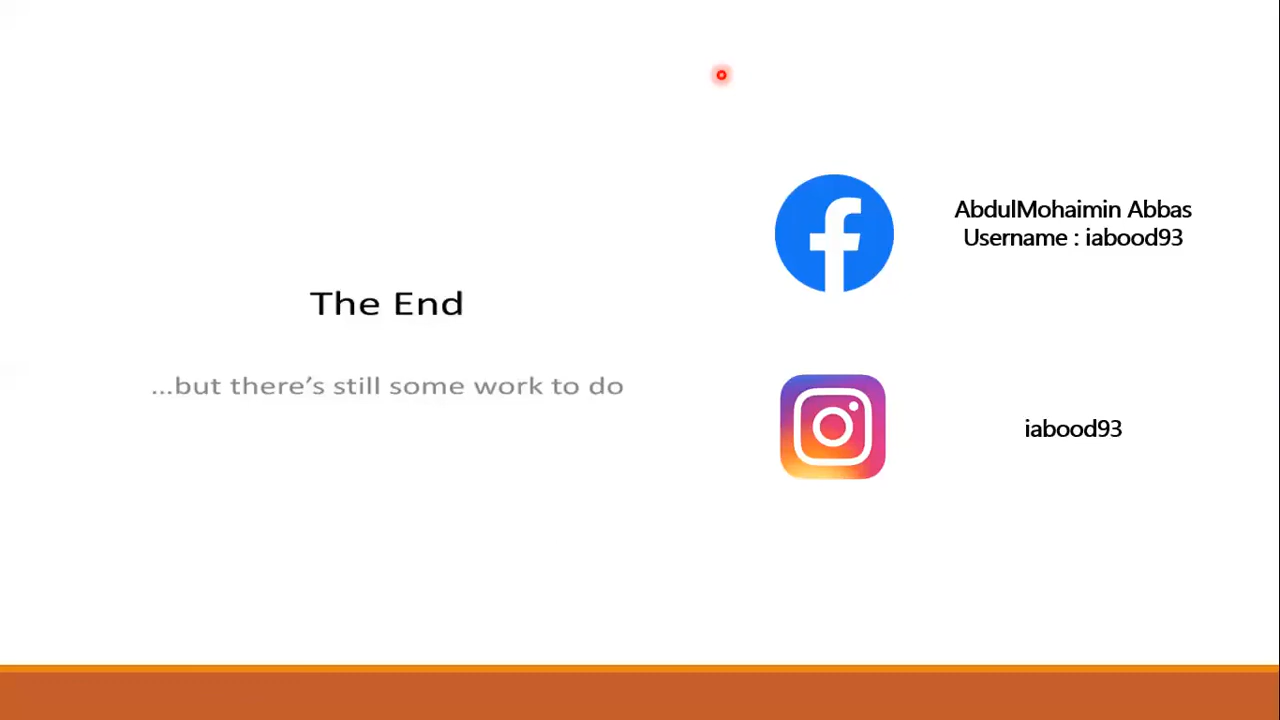 The End
...but there's still some work to do
AbdulMohaimin Abbas
Username : iabood93
iabood93